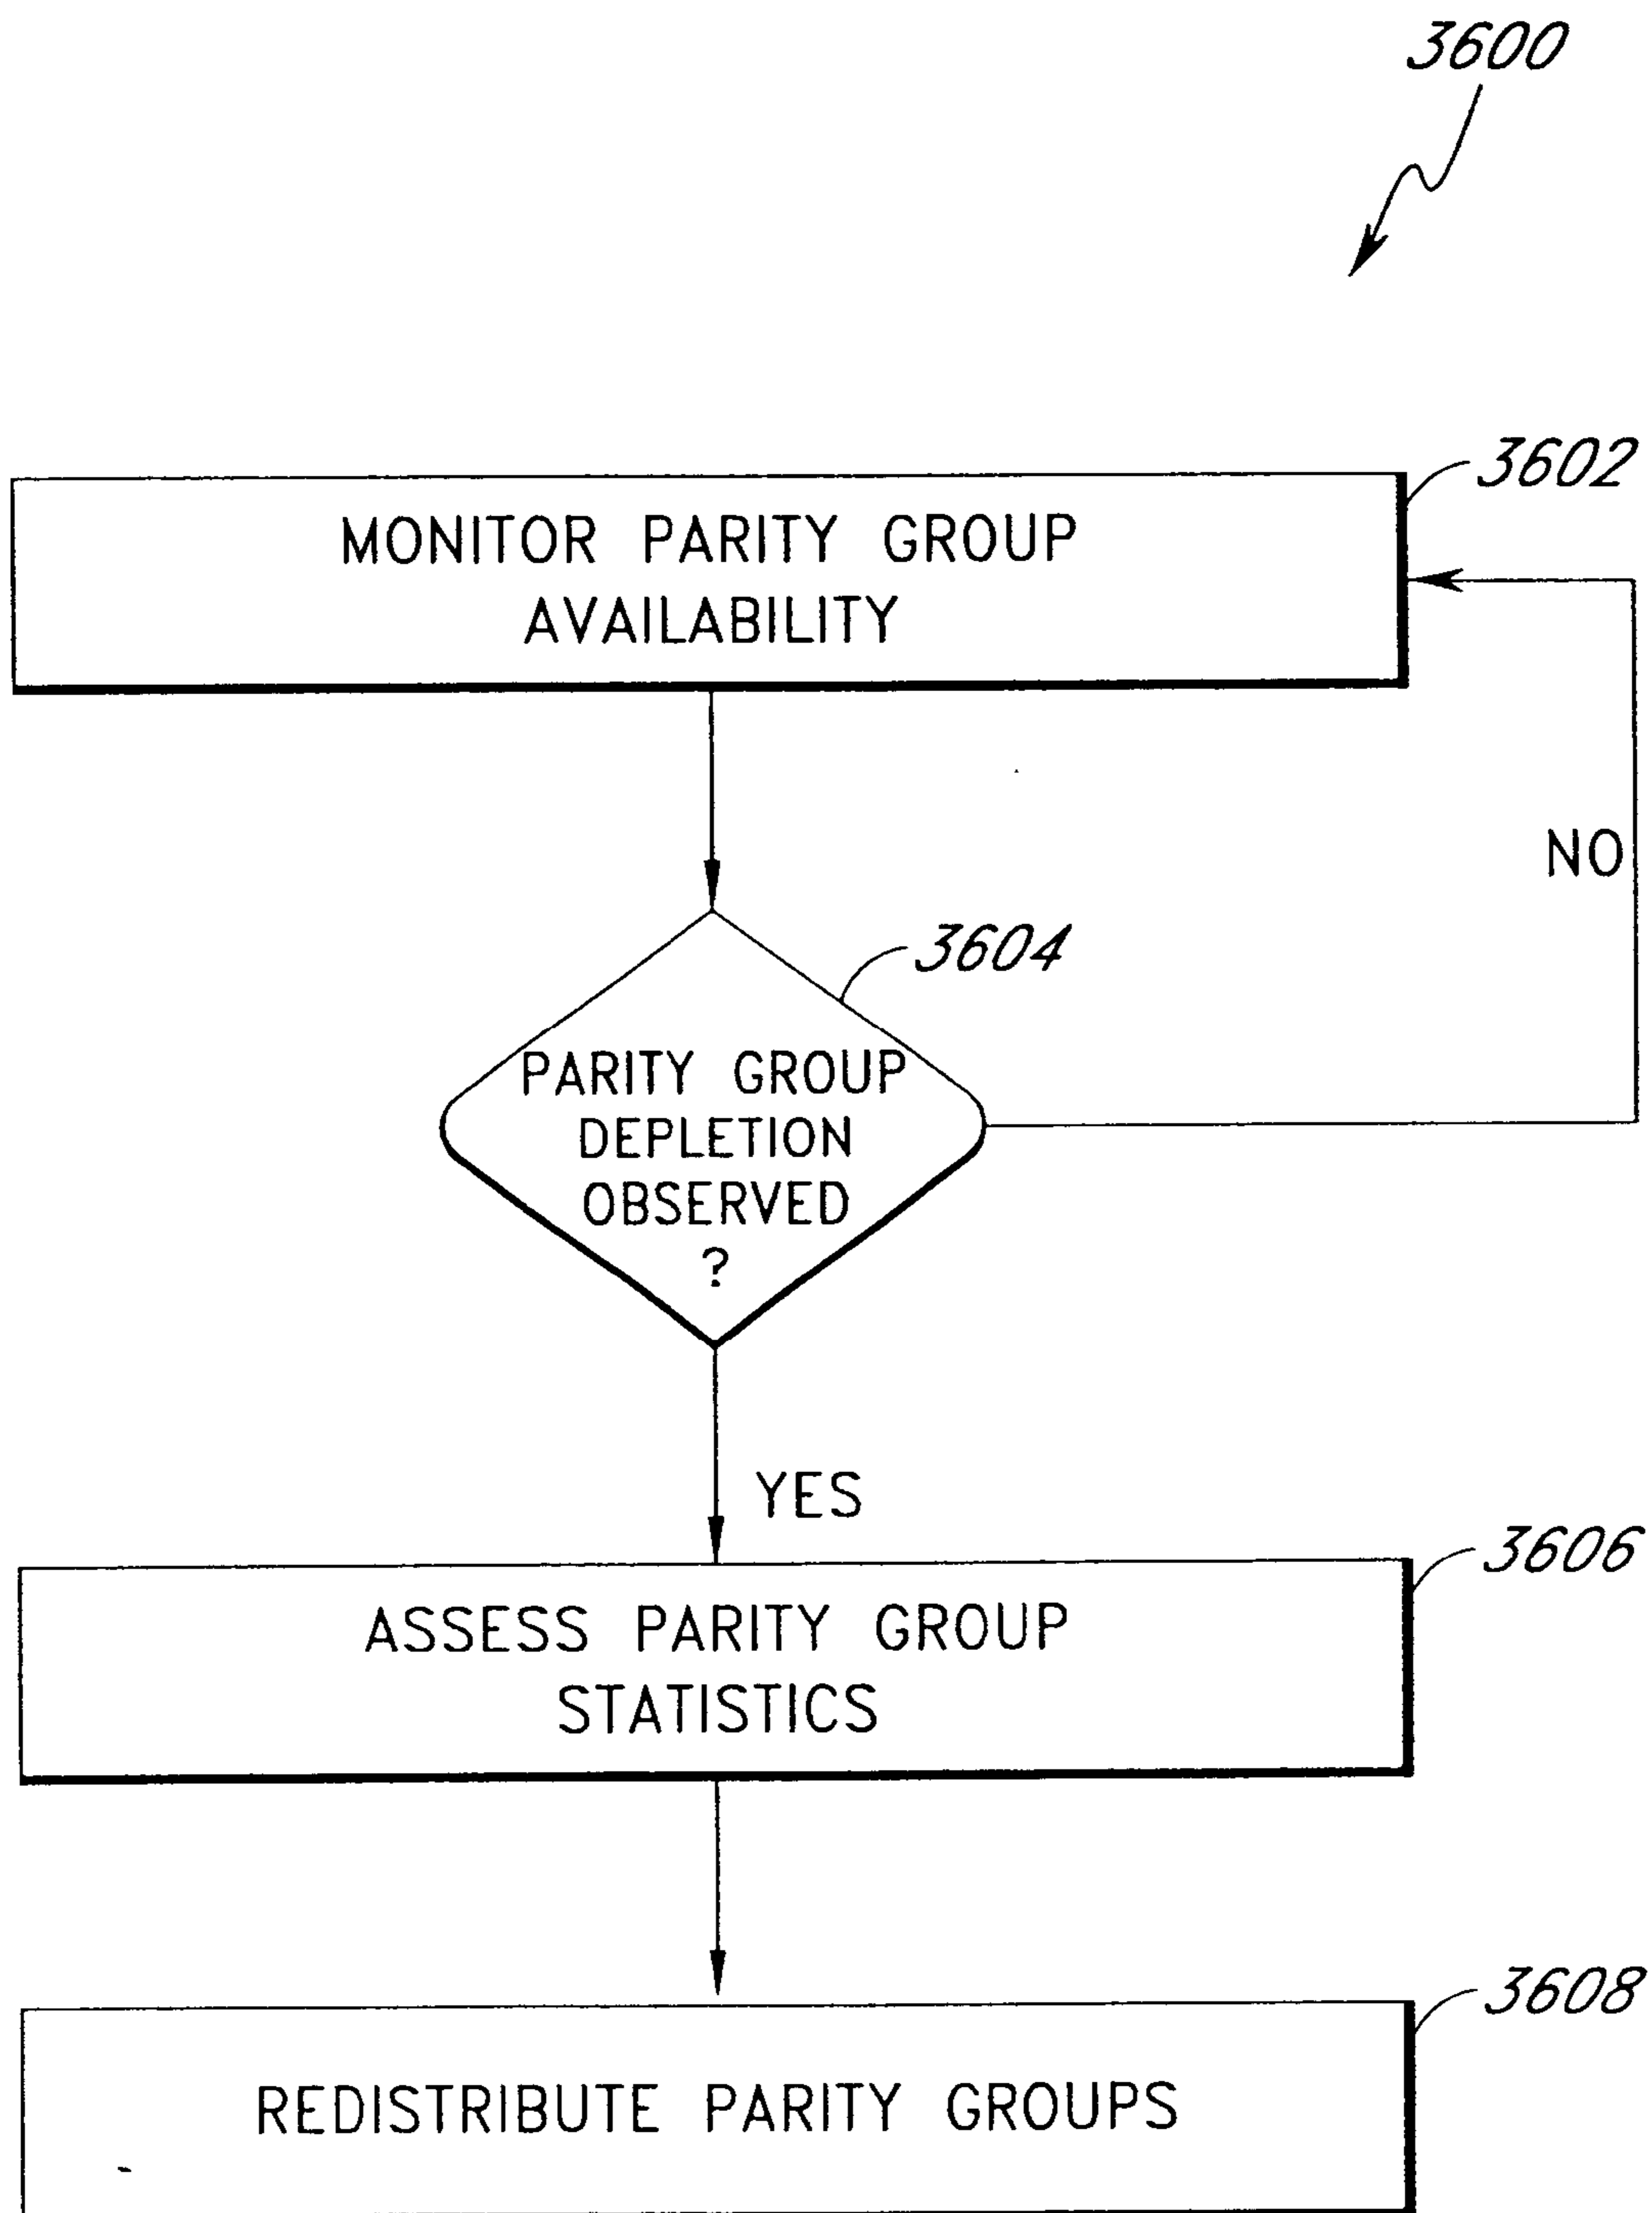 3600
3602
MONITOR PARITY GROUP
AVAILABILITY
NO
3604
PARITY GROUP
DEPLETION
OBSERVED
?
YES
3606
ASSESS PARITY GROUP
STATISTICS
3608
REDISTRIBUTE PARITY GROUPS